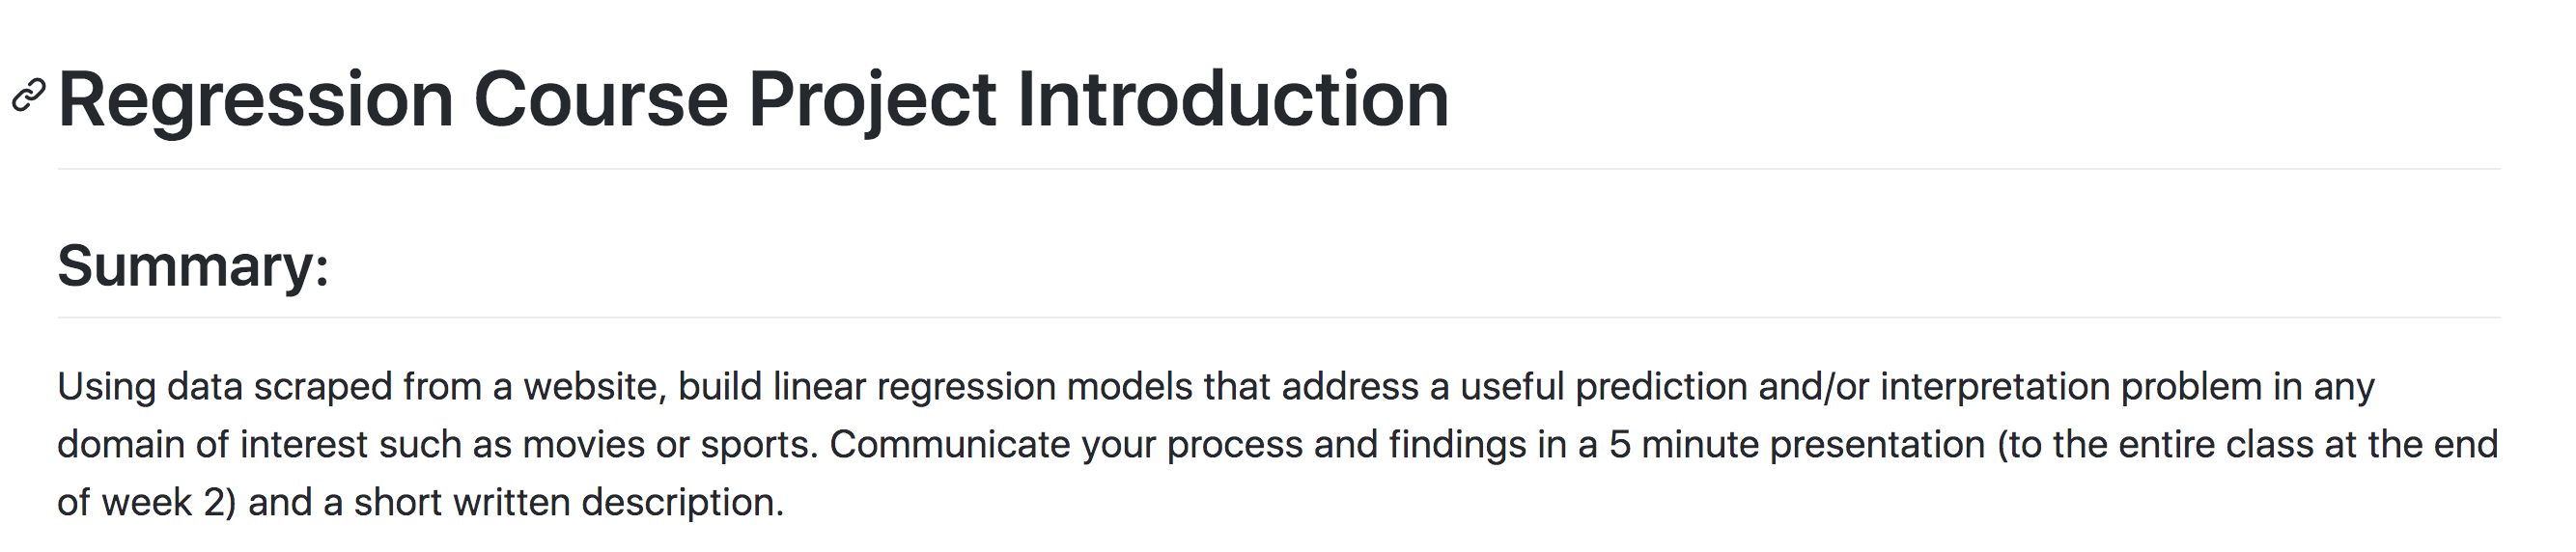 Regression Course Project Introduction
Summary:
Using data scraped from a website, build linear regression models that address a useful prediction and/or interpretation problem in any
domain of interest such as movies or sports. Communicate your process and findings in a 5 minute presentation (to the entire class at the end
of week 2) and a short written description.